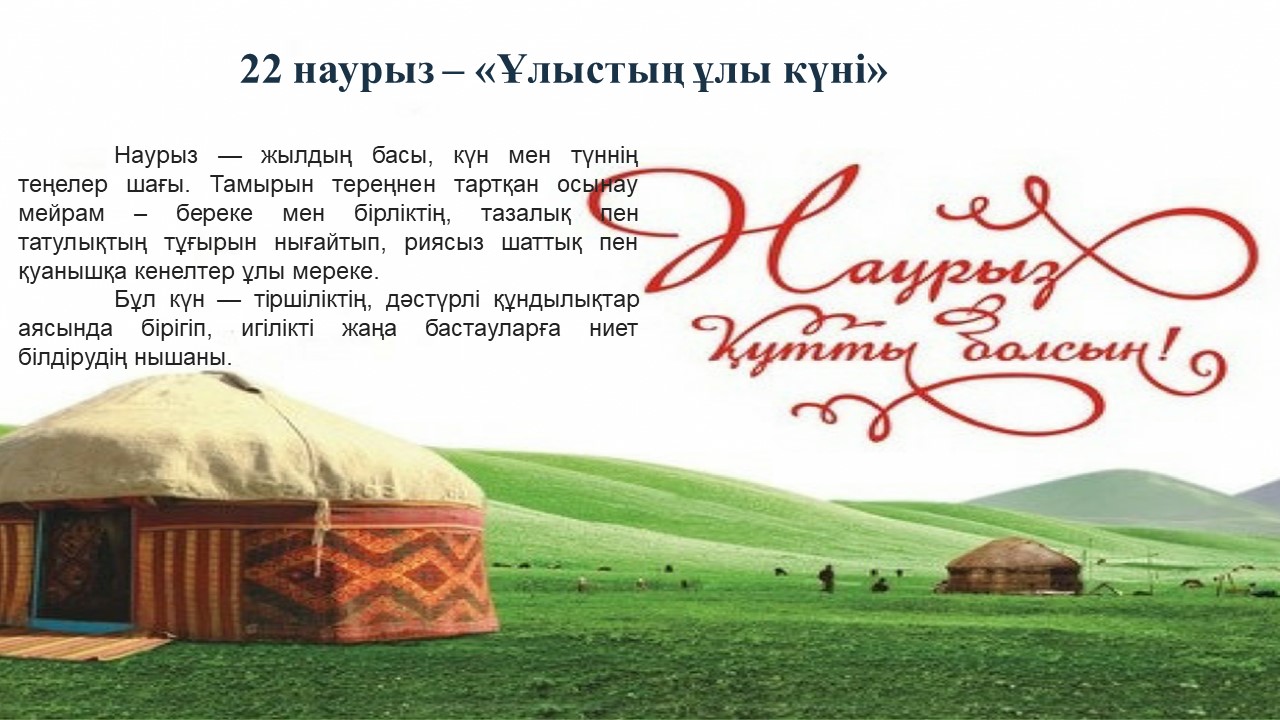 22 наурыз – «Ұлыстың ұлы күні»
Наурыз — жылдың басы, күн мен түннің
теңелер шағы. Тамырын тереңнен тартқан осынау
мейрам – береке мен бірліктің, тазалық пен
татулықтың тұғырын нығайтып, риясыз шаттық пен
қуанышқа кенелтер ұлы мереке.
Бұл күн — тіршіліктің, дәстүрлі құндылықтар
аясында бірігіп, игілікті жаңа бастауларға ниет
білдірудің нышаны.
Наурыз
Құтты болсын!